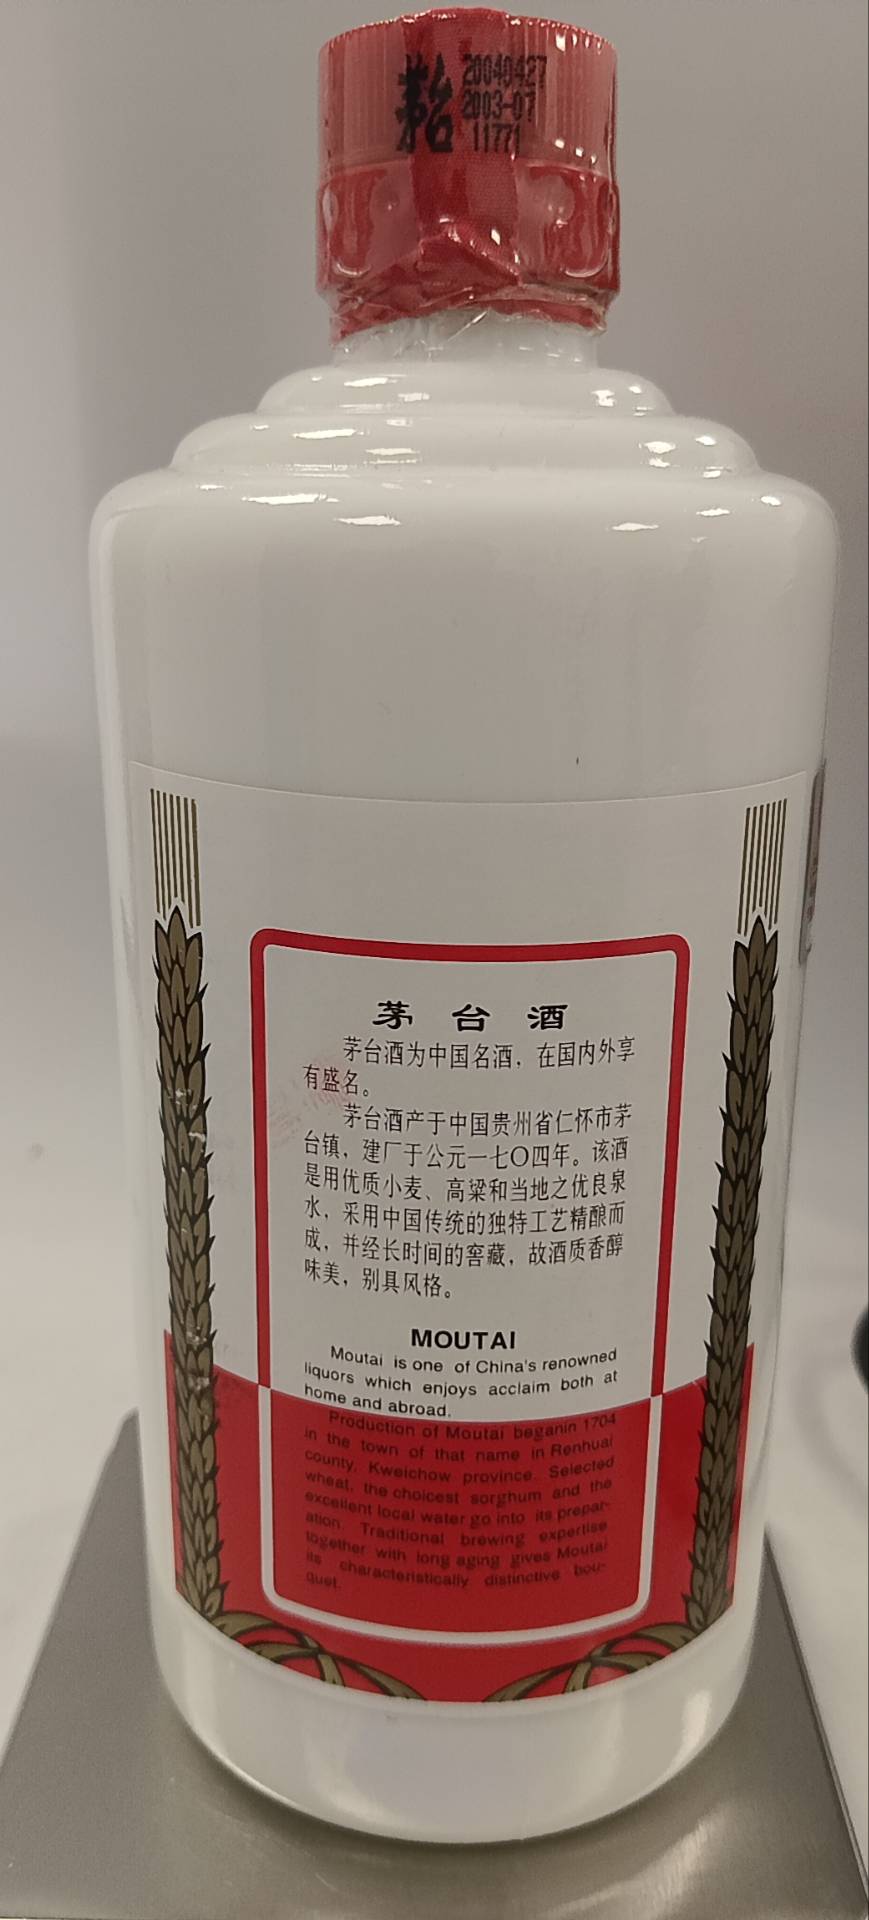 茅台
20040427
2003-07
11771
茅台酒
茅台酒为中国名酒，在国内外享
有盛名。
茅台酒产于中国贵州省仁怀市茅
台镇，建厂于公元一七〇四年。该酒
是用优质小麦、高粱和当地之优良泉
水，采用中国传统的独特工艺精酿而
成，并经长时间的窖藏，故酒质香醇
味美，别具风格。
MOUTAI
Moutai is one of China's renowned
liquors which enjoys acclaim both at
home and abroad.
Production of Moutai beganin 1704
in the town of that name in Renhuai
county, Kweichow province. Selected
wheat, the choicest sorghum and the
excellent local water go into its prepar-
ation. Traditional brewing expertise
together with long aging gives Moutai
its characteristically distinctive bou-
quet.